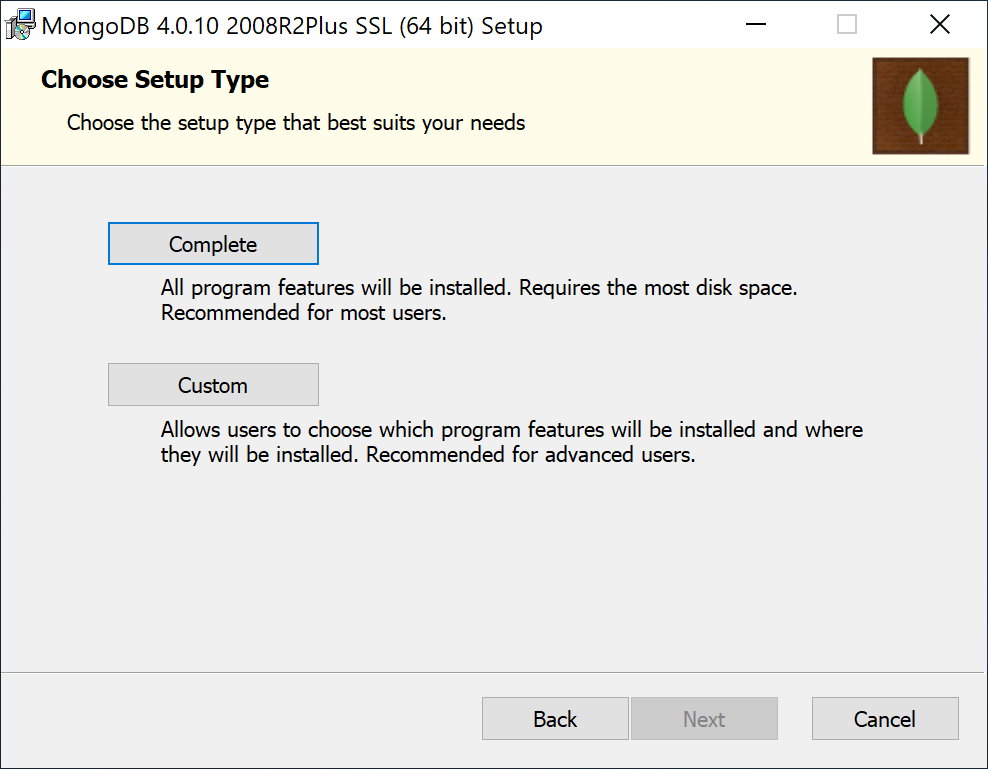 MongoDB 4.0.10 2008R2Plus SSL (64 bit) Setup
Choose Setup Type
Choose the setup type that best suits your needs
Complete
All program features will be installed. Requires the most disk space.
Recommended for most users.
Custom
Allows users to choose which program features will be installed and where
they will be installed. Recommended for advanced users.
Back
Next
Cancel